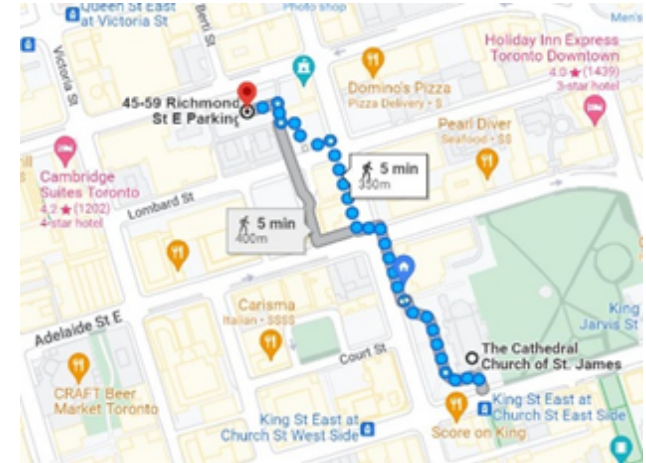 Queen St East
at Victoria St
Berti St
Photo shop
Men's
Victoria St
Holiday Inn Express
Toronto Downtown
4.0★(1439)
3-star hotel
Domino's Pizza
Pizza Delivery · $
45-59 Richmond
St E Parking
Pearl Diver
Seafood · $$
5 min
350m
Cambridge
Suites Toronto
4.2★(1202)
4-star hotel
Lombard St
5 min
400m
Carisma
Italian · $$$$
King
Jarvis St
Adelaide St E
Court St
The Cathedral
Church of St. James
CRAFT Beer
Market Toronto
King St East at
Church St West Side
King St East at
Church St East Side
Score on King